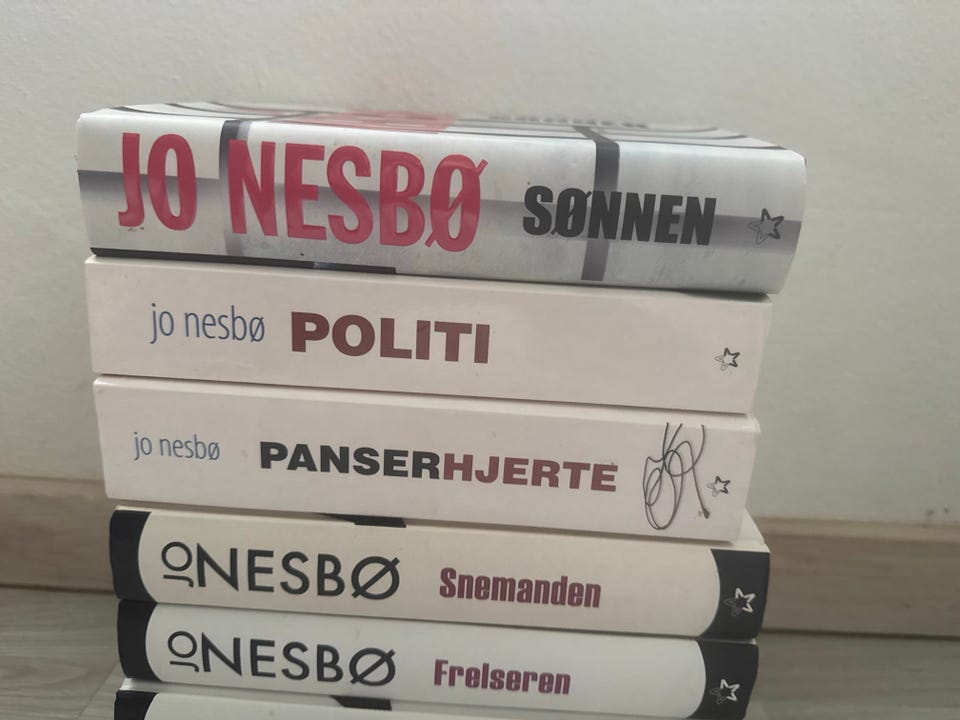 JO NESBØ SØNNEN
jo nesbø POLITI
jo nesbø PANSERHJERTE
JO NESBØ Snemanden
JO NESBØ Frelseren